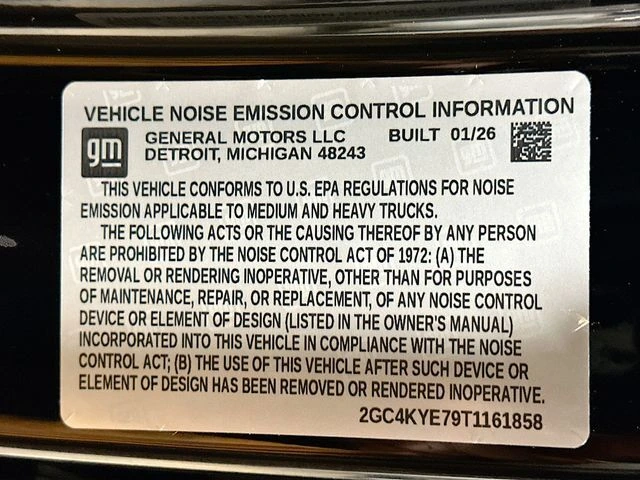 VEHICLE NOISE EMISSION CONTROL INFORMATION
gm GENERAL MOTORS LLC BUILT 01/26
DETROIT, MICHIGAN 48243
THIS VEHICLE CONFORMS TO U.S. EPA REGULATIONS FOR NOISE
EMISSION APPLICABLE TO MEDIUM AND HEAVY TRUCKS.
THE FOLLOWING ACTS OR THE CAUSING THEREOF BY ANY PERSON
ARE PROHIBITED BY THE NOISE CONTROL ACT OF 1972: (A) THE
REMOVAL OR RENDERING INOPERATIVE, OTHER THAN FOR PURPOSES
OF MAINTENANCE, REPAIR, OR REPLACEMENT, OF ANY NOISE CONTROL
DEVICE OR ELEMENT OF DESIGN (LISTED IN THE OWNER'S MANUAL)
INCORPORATED INTO THIS VEHICLE IN COMPLIANCE WITH THE NOISE
CONTROL ACT; (B) THE USE OF THIS VEHICLE AFTER SUCH DEVICE OR
ELEMENT OF DESIGN HAS BEEN REMOVED OR RENDERED INOPERATIVE.
2GC4KYE79T1161858